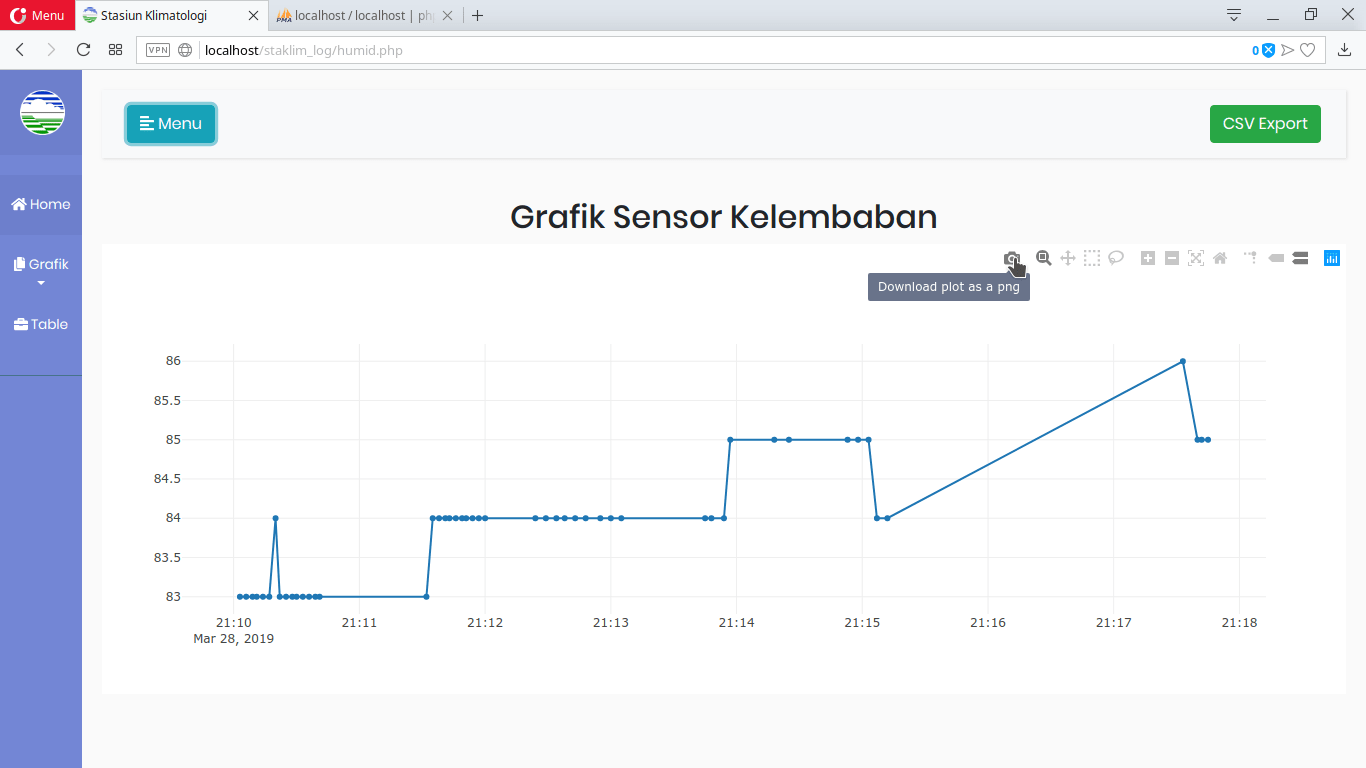 Menu
Stasiun Klimatologi
localhost / localhost | ph
VPN
localhost/staklim_log/humid.php
0
Menu
CSV Export
Home
Grafik
Table
Grafik Sensor Kelembaban
Download plot as a png
86
85.5
85
84.5
84
83.5
83
21:10 21:11 21:12 21:13 21:14 21:15 21:16 21:17 21:18
Mar 28, 2019